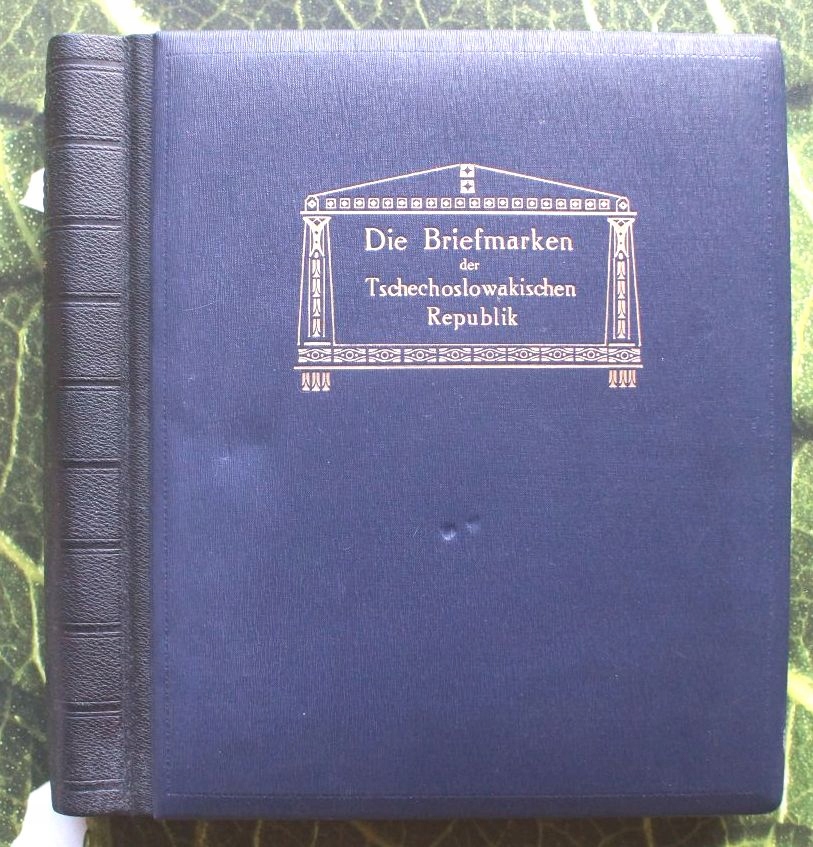 Die Briefmarken
der
Tschechoslowakischen
Republik